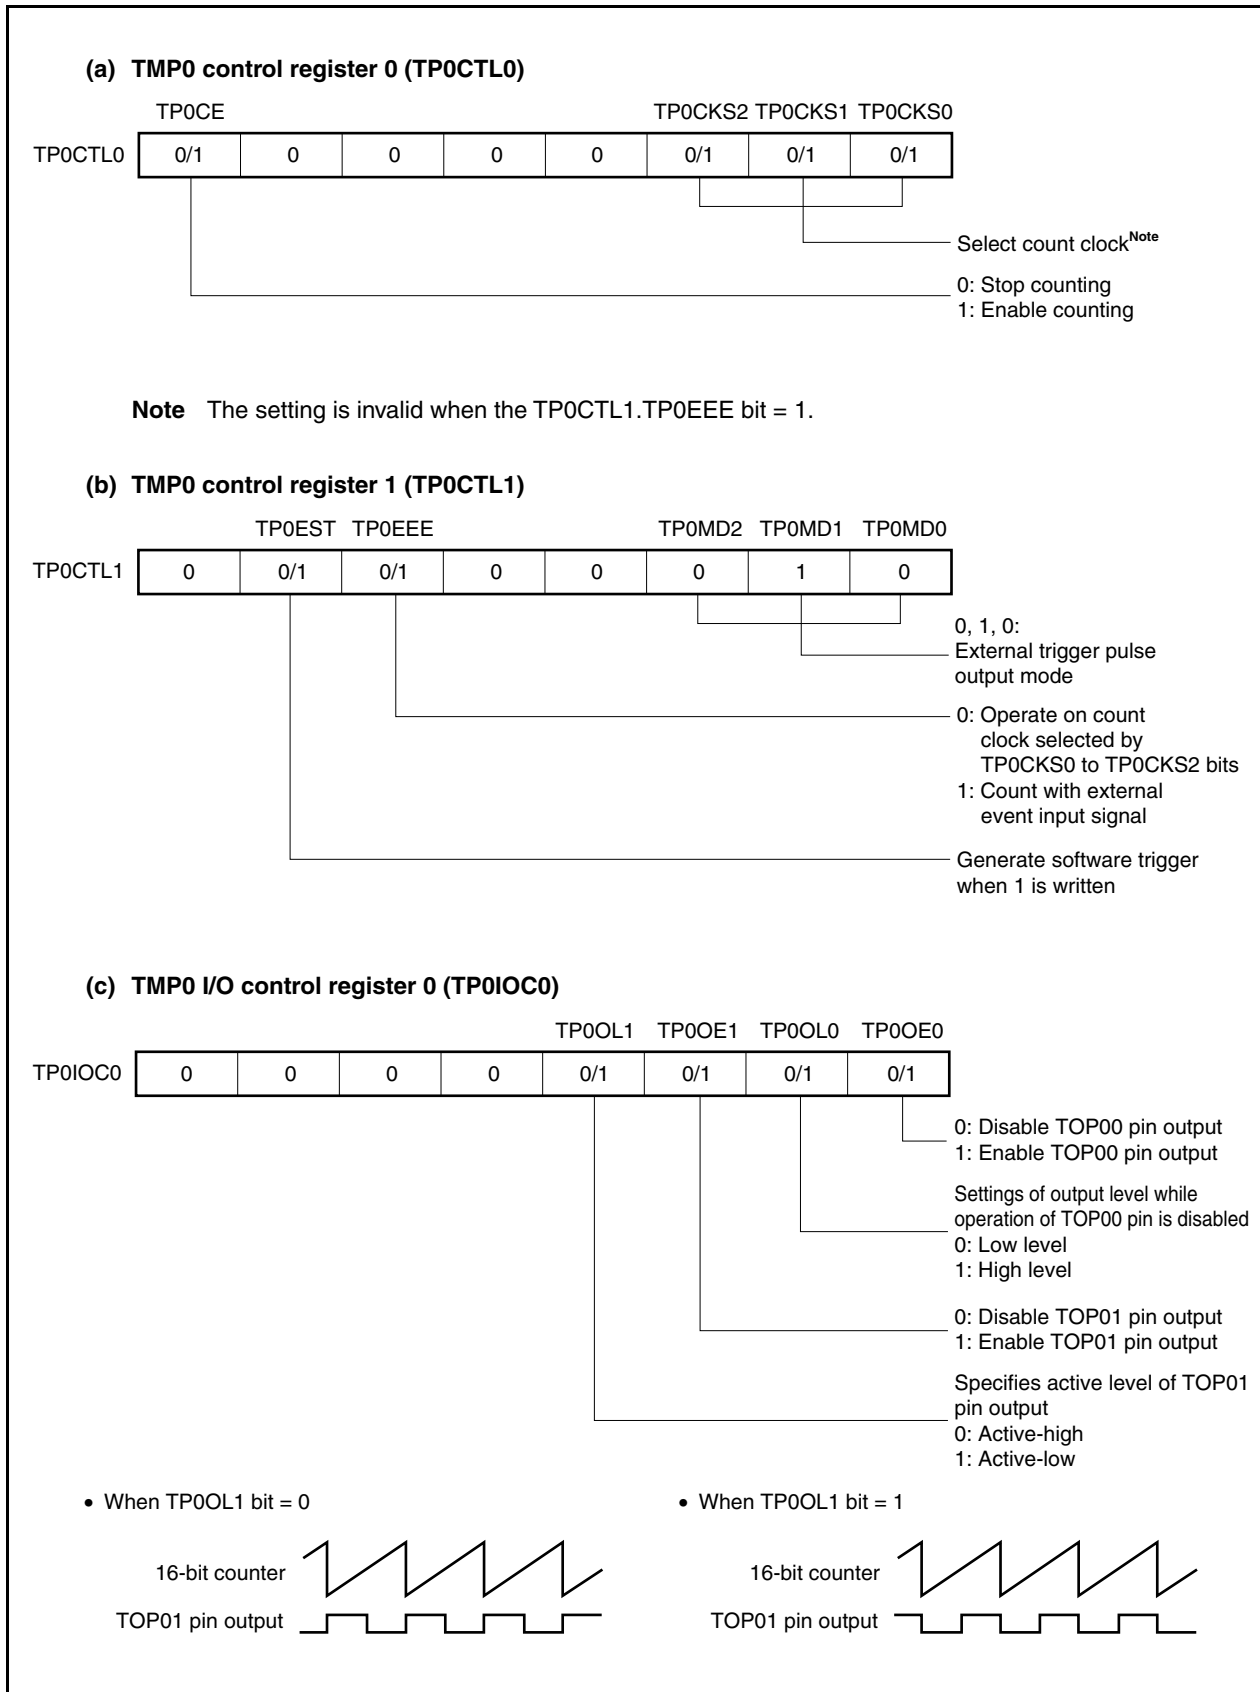 (a) TMP0 control register 0 (TP0CTL0)
TP0CE TP0CKS2 TP0CKS1 TP0CKS0
TP0CTL0 0/1 0 0 0 0 0/1 0/1 0/1
Select count clockNote
0: Stop counting
1: Enable counting
Note The setting is invalid when the TP0CTL1.TP0EEE bit = 1.
(b) TMP0 control register 1 (TP0CTL1)
TP0EST TP0EEE TP0MD2 TP0MD1 TP0MD0
TP0CTL1 0 0/1 0/1 0 0 0 1 0
0, 1, 0:
External trigger pulse
output mode
0: Operate on count
clock selected by
TP0CKS0 to TP0CKS2 bits
1: Count with external
event input signal
Generate software trigger
when 1 is written
(c) TMP0 I/O control register 0 (TP0IOC0)
TP0OL1 TP0OE1 TP0OL0 TP0OE0
TP0IOC0 0 0 0 0 0/1 0/1 0/1 0/1
0: Disable TOP00 pin output
1: Enable TOP00 pin output
Settings of output level while
operation of TOP00 pin is disabled
0: Low level
1: High level
0: Disable TOP01 pin output
1: Enable TOP01 pin output
Specifies active level of TOP01
pin output
0: Active-high
1: Active-low
• When TP0OL1 bit = 0 • When TP0OL1 bit = 1
16-bit counter 16-bit counter
TOP01 pin output TOP01 pin output